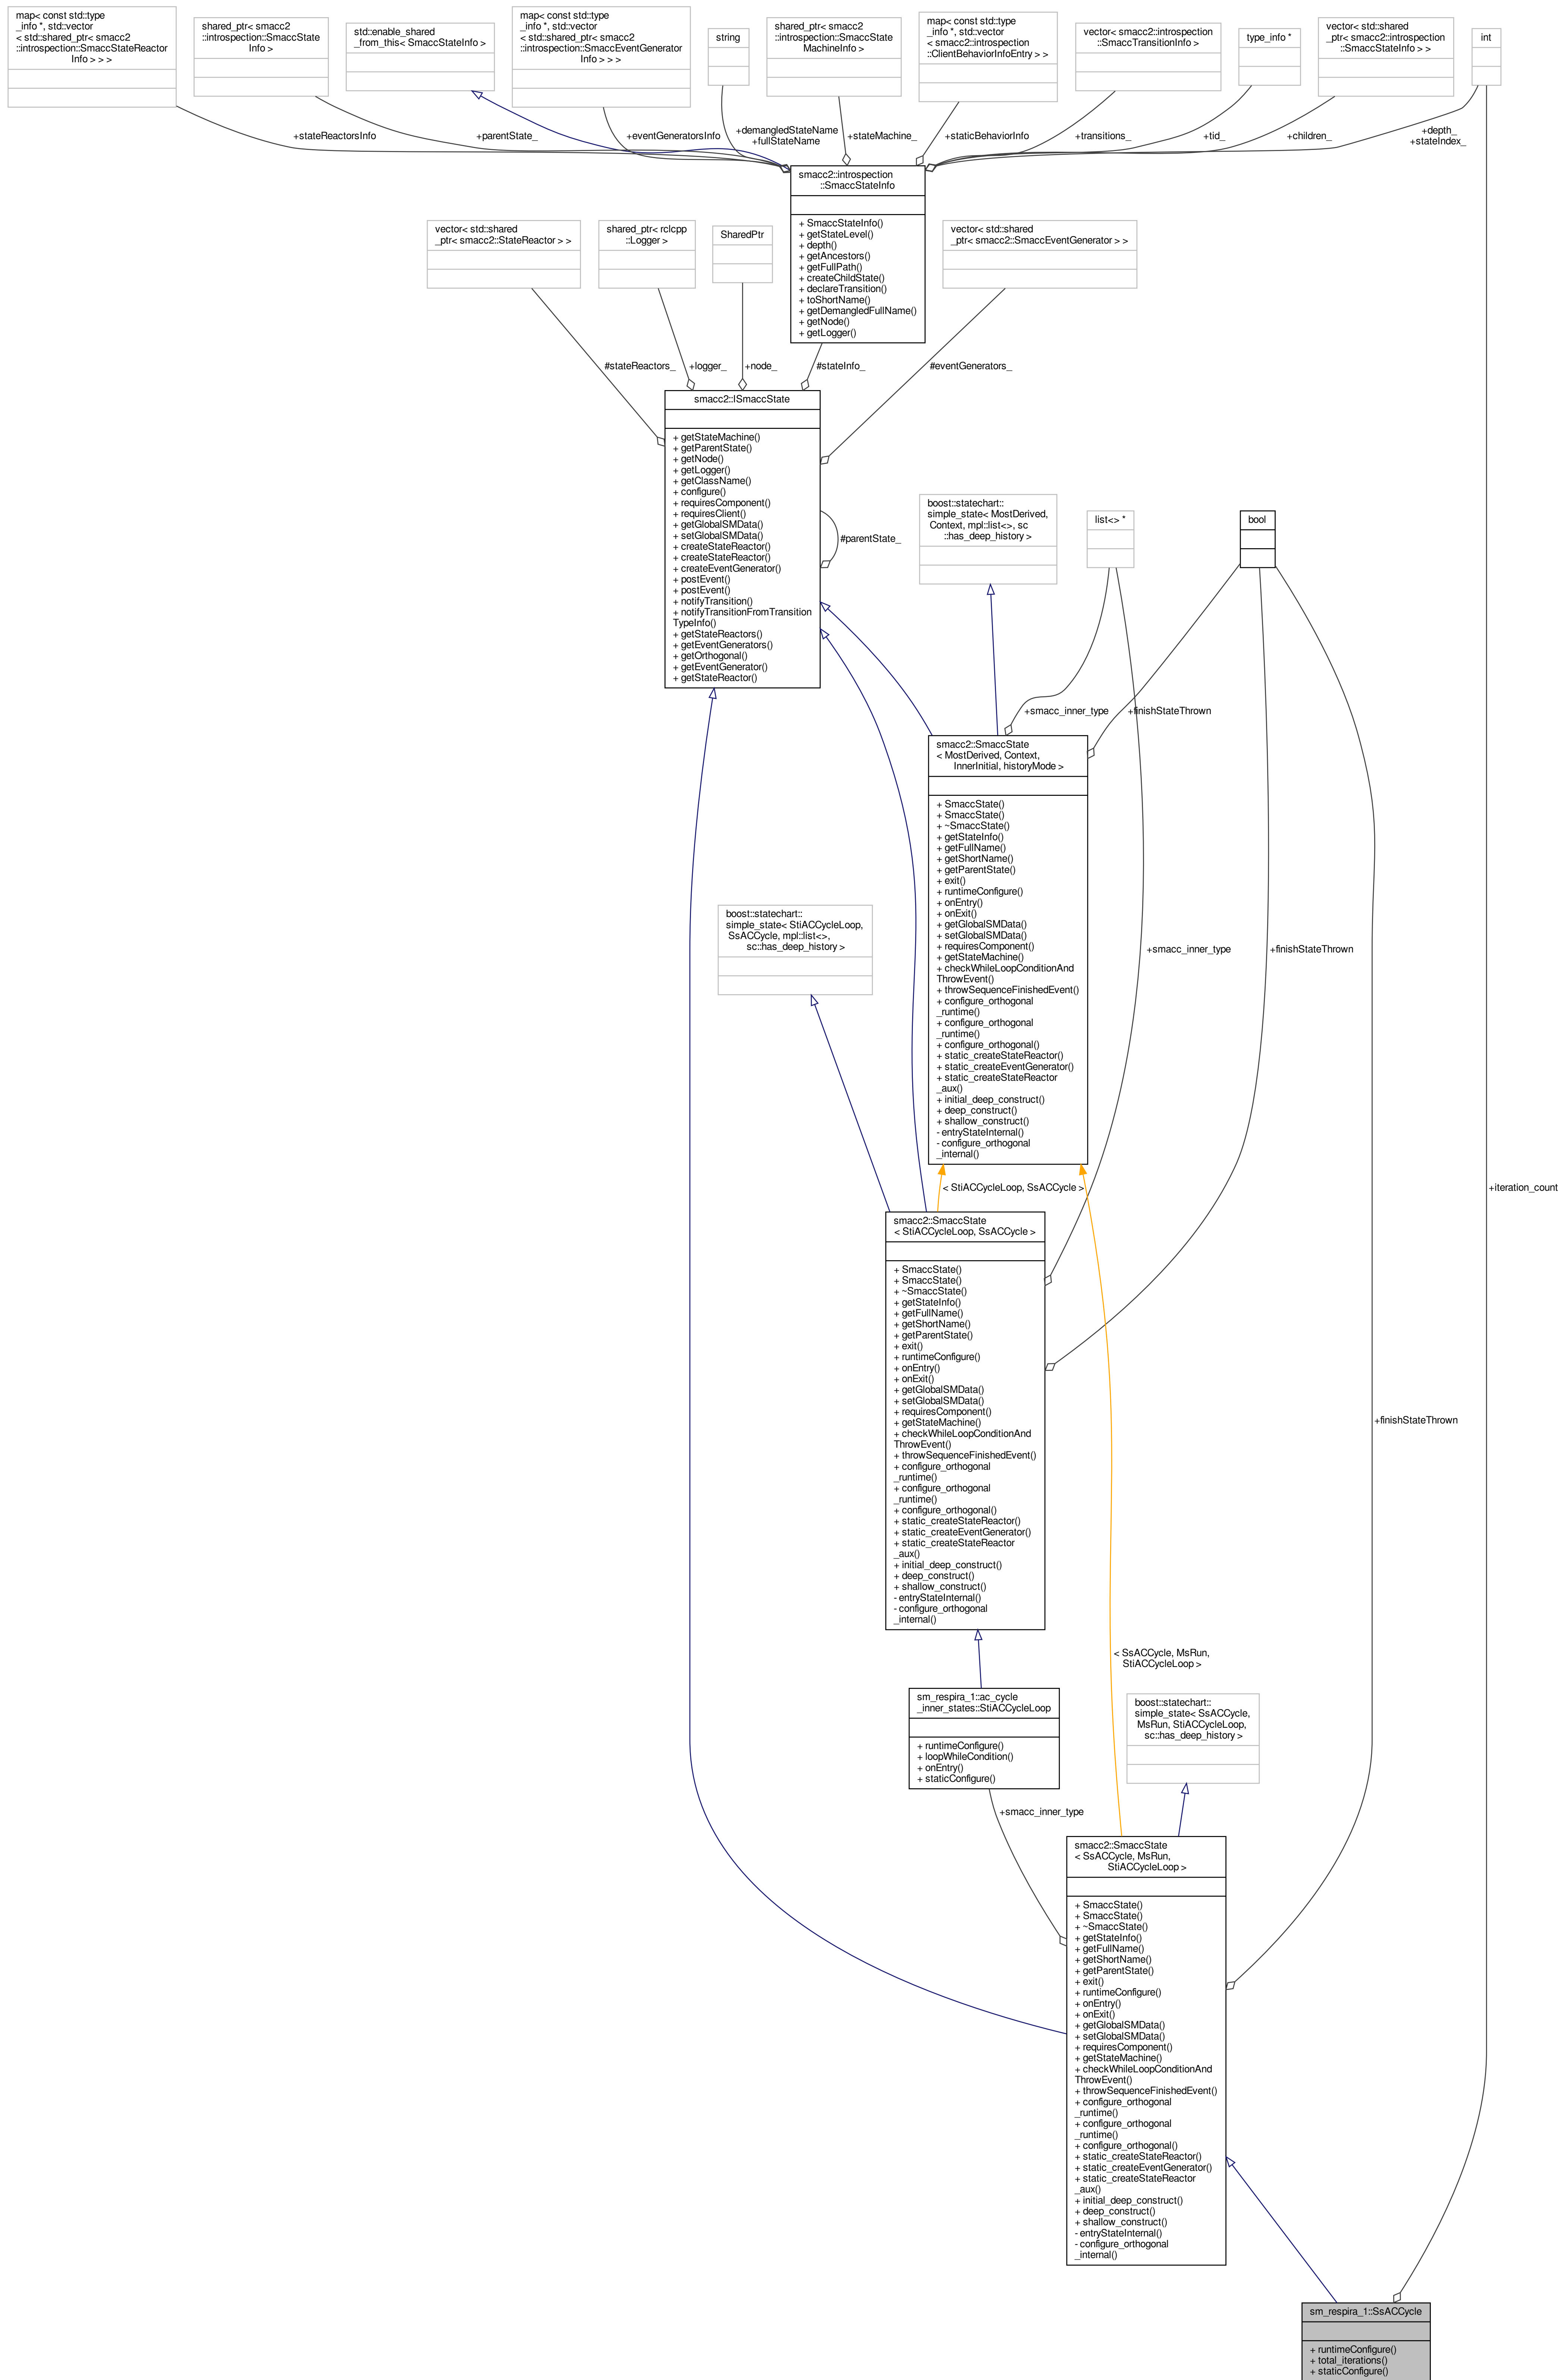 map< const std::type
_info *, std::vector
< std::shared_ptr< smacc2
::introspection::SmaccStateReactor
Info > > >
shared_ptr< smacc2
::introspection::SmaccState
Info >
std::enable_shared
_from_this< SmaccStateInfo >
map< const std::type
_info *, std::vector
< std::shared_ptr< smacc2
::introspection::SmaccEventGenerator
Info > > >
string
shared_ptr< smacc2
::introspection::SmaccState
MachineInfo >
map< const std::type
_info *, std::vector
< smacc2::introspection
::ClientBehaviorInfoEntry > >
vector< smacc2::introspection
::SmaccTransitionInfo >
type_info *
vector< std::shared
_ptr< smacc2::introspection
::SmaccStateInfo > >
int
+stateReactorsInfo
+parentState_
+eventGeneratorsInfo
+demangledStateName
+fullStateName
+stateMachine_
+staticBehaviorInfo
+transitions_
+tid_
+children_
+depth_
+stateIndex_
smacc2::introspection
::SmaccStateInfo
+ SmaccStateInfo()
+ getStateLevel()
+ depth()
+ getAncestors()
+ getFullPath()
+ createChildState()
+ declareTransition()
+ toShortName()
+ getDemangledFullName()
+ getNode()
+ getLogger()
vector< std::shared
_ptr< smacc2::StateReactor > >
shared_ptr< rclcpp
::Logger >
SharedPtr
vector< std::shared
_ptr< smacc2::SmaccEventGenerator > >
#stateReactors_
+logger_
+node_
#stateInfo_
#eventGenerators_
smacc2::ISmaccState
+ getStateMachine()
+ getParentState()
+ getNode()
+ getLogger()
+ getClassName()
+ configure()
+ requiresComponent()
+ requiresClient()
+ getGlobalSMData()
+ setGlobalSMData()
+ createStateReactor()
+ createStateReactor()
+ createEventGenerator()
+ postEvent()
+ postEvent()
+ notifyTransition()
+ notifyTransitionFromTransition
TypeInfo()
+ getStateReactors()
+ getEventGenerators()
+ getOrthogonal()
+ getEventGenerator()
+ getStateReactor()
#parentState_
boost::statechart::
simple_state< MostDerived,
Context, mpl::list<>, sc
::has_deep_history >
list<> *
bool
+smacc_inner_type
+finishStateThrown
smacc2::SmaccState
< MostDerived, Context,
InnerInitial, historyMode >
+ SmaccState()
+ SmaccState()
+ ~SmaccState()
+ getStateInfo()
+ getFullName()
+ getShortName()
+ getParentState()
+ exit()
+ runtimeConfigure()
+ onEntry()
+ onExit()
+ getGlobalSMData()
+ setGlobalSMData()
+ requiresComponent()
+ getStateMachine()
+ checkWhileLoopConditionAnd
ThrowEvent()
+ throwSequenceFinishedEvent()
+ configure_orthogonal
_runtime()
+ configure_orthogonal
_runtime()
+ configure_orthogonal()
+ static_createStateReactor()
+ static_createEventGenerator()
+ static_createStateReactor
_aux()
+ initial_deep_construct()
+ deep_construct()
+ shallow_construct()
- entryStateInternal()
- configure_orthogonal
_internal()
boost::statechart::
simple_state< StiACCycleLoop,
SsACCycle, mpl::list<>,
sc::has_deep_history >
+smacc_inner_type
+finishStateThrown
< StiACCycleLoop, SsACCycle >
+iteration_count
smacc2::SmaccState
< StiACCycleLoop, SsACCycle >
+ SmaccState()
+ SmaccState()
+ ~SmaccState()
+ getStateInfo()
+ getFullName()
+ getShortName()
+ getParentState()
+ exit()
+ runtimeConfigure()
+ onEntry()
+ onExit()
+ getGlobalSMData()
+ setGlobalSMData()
+ requiresComponent()
+ getStateMachine()
+ checkWhileLoopConditionAnd
ThrowEvent()
+ throwSequenceFinishedEvent()
+ configure_orthogonal
_runtime()
+ configure_orthogonal
_runtime()
+ configure_orthogonal()
+ static_createStateReactor()
+ static_createEventGenerator()
+ static_createStateReactor
_aux()
+ initial_deep_construct()
+ deep_construct()
+ shallow_construct()
- entryStateInternal()
- configure_orthogonal
_internal()
+finishStateThrown
< SsACCycle, MsRun,
StiACCycleLoop >
sm_respira_1::ac_cycle
_inner_states::StiACCycleLoop
+ runtimeConfigure()
+ loopWhileCondition()
+ onEntry()
+ staticConfigure()
boost::statechart::
simple_state< SsACCycle,
MsRun, StiACCycleLoop,
sc::has_deep_history >
+smacc_inner_type
smacc2::SmaccState
< SsACCycle, MsRun,
StiACCycleLoop >
+ SmaccState()
+ SmaccState()
+ ~SmaccState()
+ getStateInfo()
+ getFullName()
+ getShortName()
+ getParentState()
+ exit()
+ runtimeConfigure()
+ onEntry()
+ onExit()
+ getGlobalSMData()
+ setGlobalSMData()
+ requiresComponent()
+ getStateMachine()
+ checkWhileLoopConditionAnd
ThrowEvent()
+ throwSequenceFinishedEvent()
+ configure_orthogonal
_runtime()
+ configure_orthogonal
_runtime()
+ configure_orthogonal()
+ static_createStateReactor()
+ static_createEventGenerator()
+ static_createStateReactor
_aux()
+ initial_deep_construct()
+ deep_construct()
+ shallow_construct()
- entryStateInternal()
- configure_orthogonal
_internal()
sm_respira_1::SsACCycle
+ runtimeConfigure()
+ total_iterations()
+ staticConfigure()